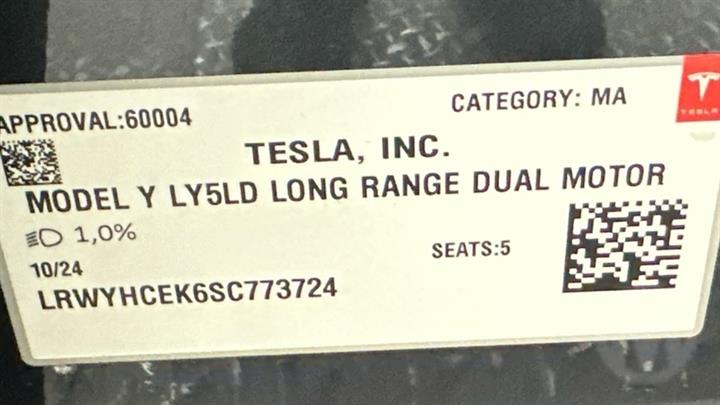 APPROVAL:60004
CATEGORY: MA
TESLA
TESLA, INC.
MODEL Y LY5LD LONG RANGE DUAL MOTOR
1,0%
SEATS:5
10/24
LRWYHCEK6SC773724